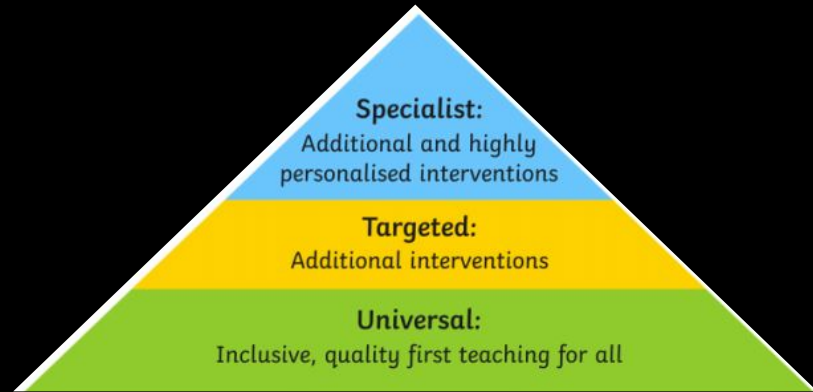 Specialist:
Additional and highly
personalised interventions
Targeted:
Additional interventions
Universal:
Inclusive, quality first teaching for all